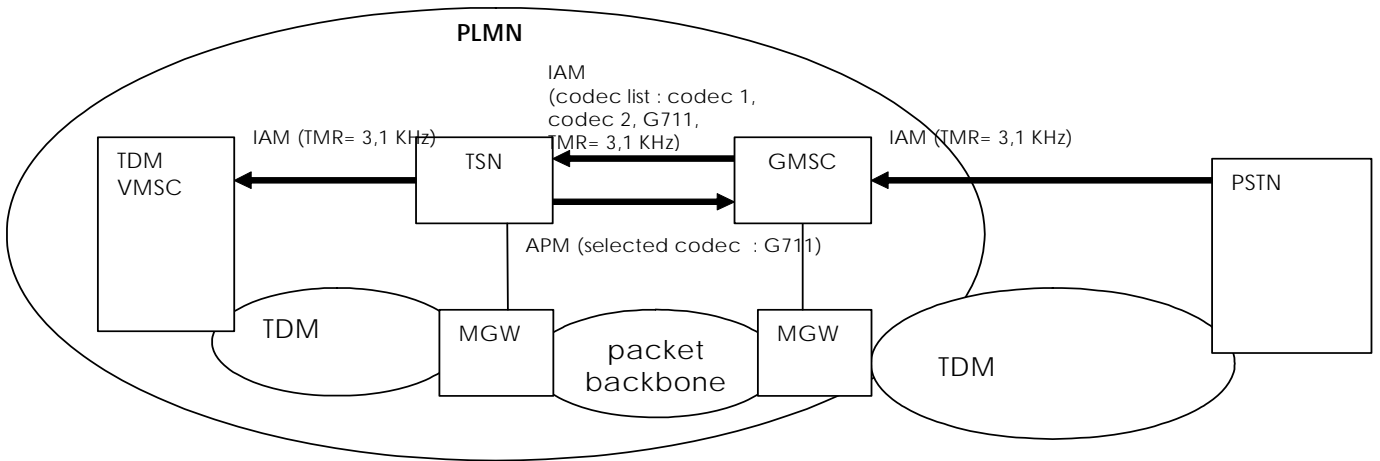 PLMN
IAM
(codec list : codec 1,
codec 2, G711,
TMR= 3,1 KHz)
IAM (TMR= 3,1 KHz)
IAM (TMR= 3,1 KHz)
TDM
VMSC
TSN
GMSC
PSTN
APM (selected codec : G711)
TDM
MGW
packet
backbone
MGW
TDM